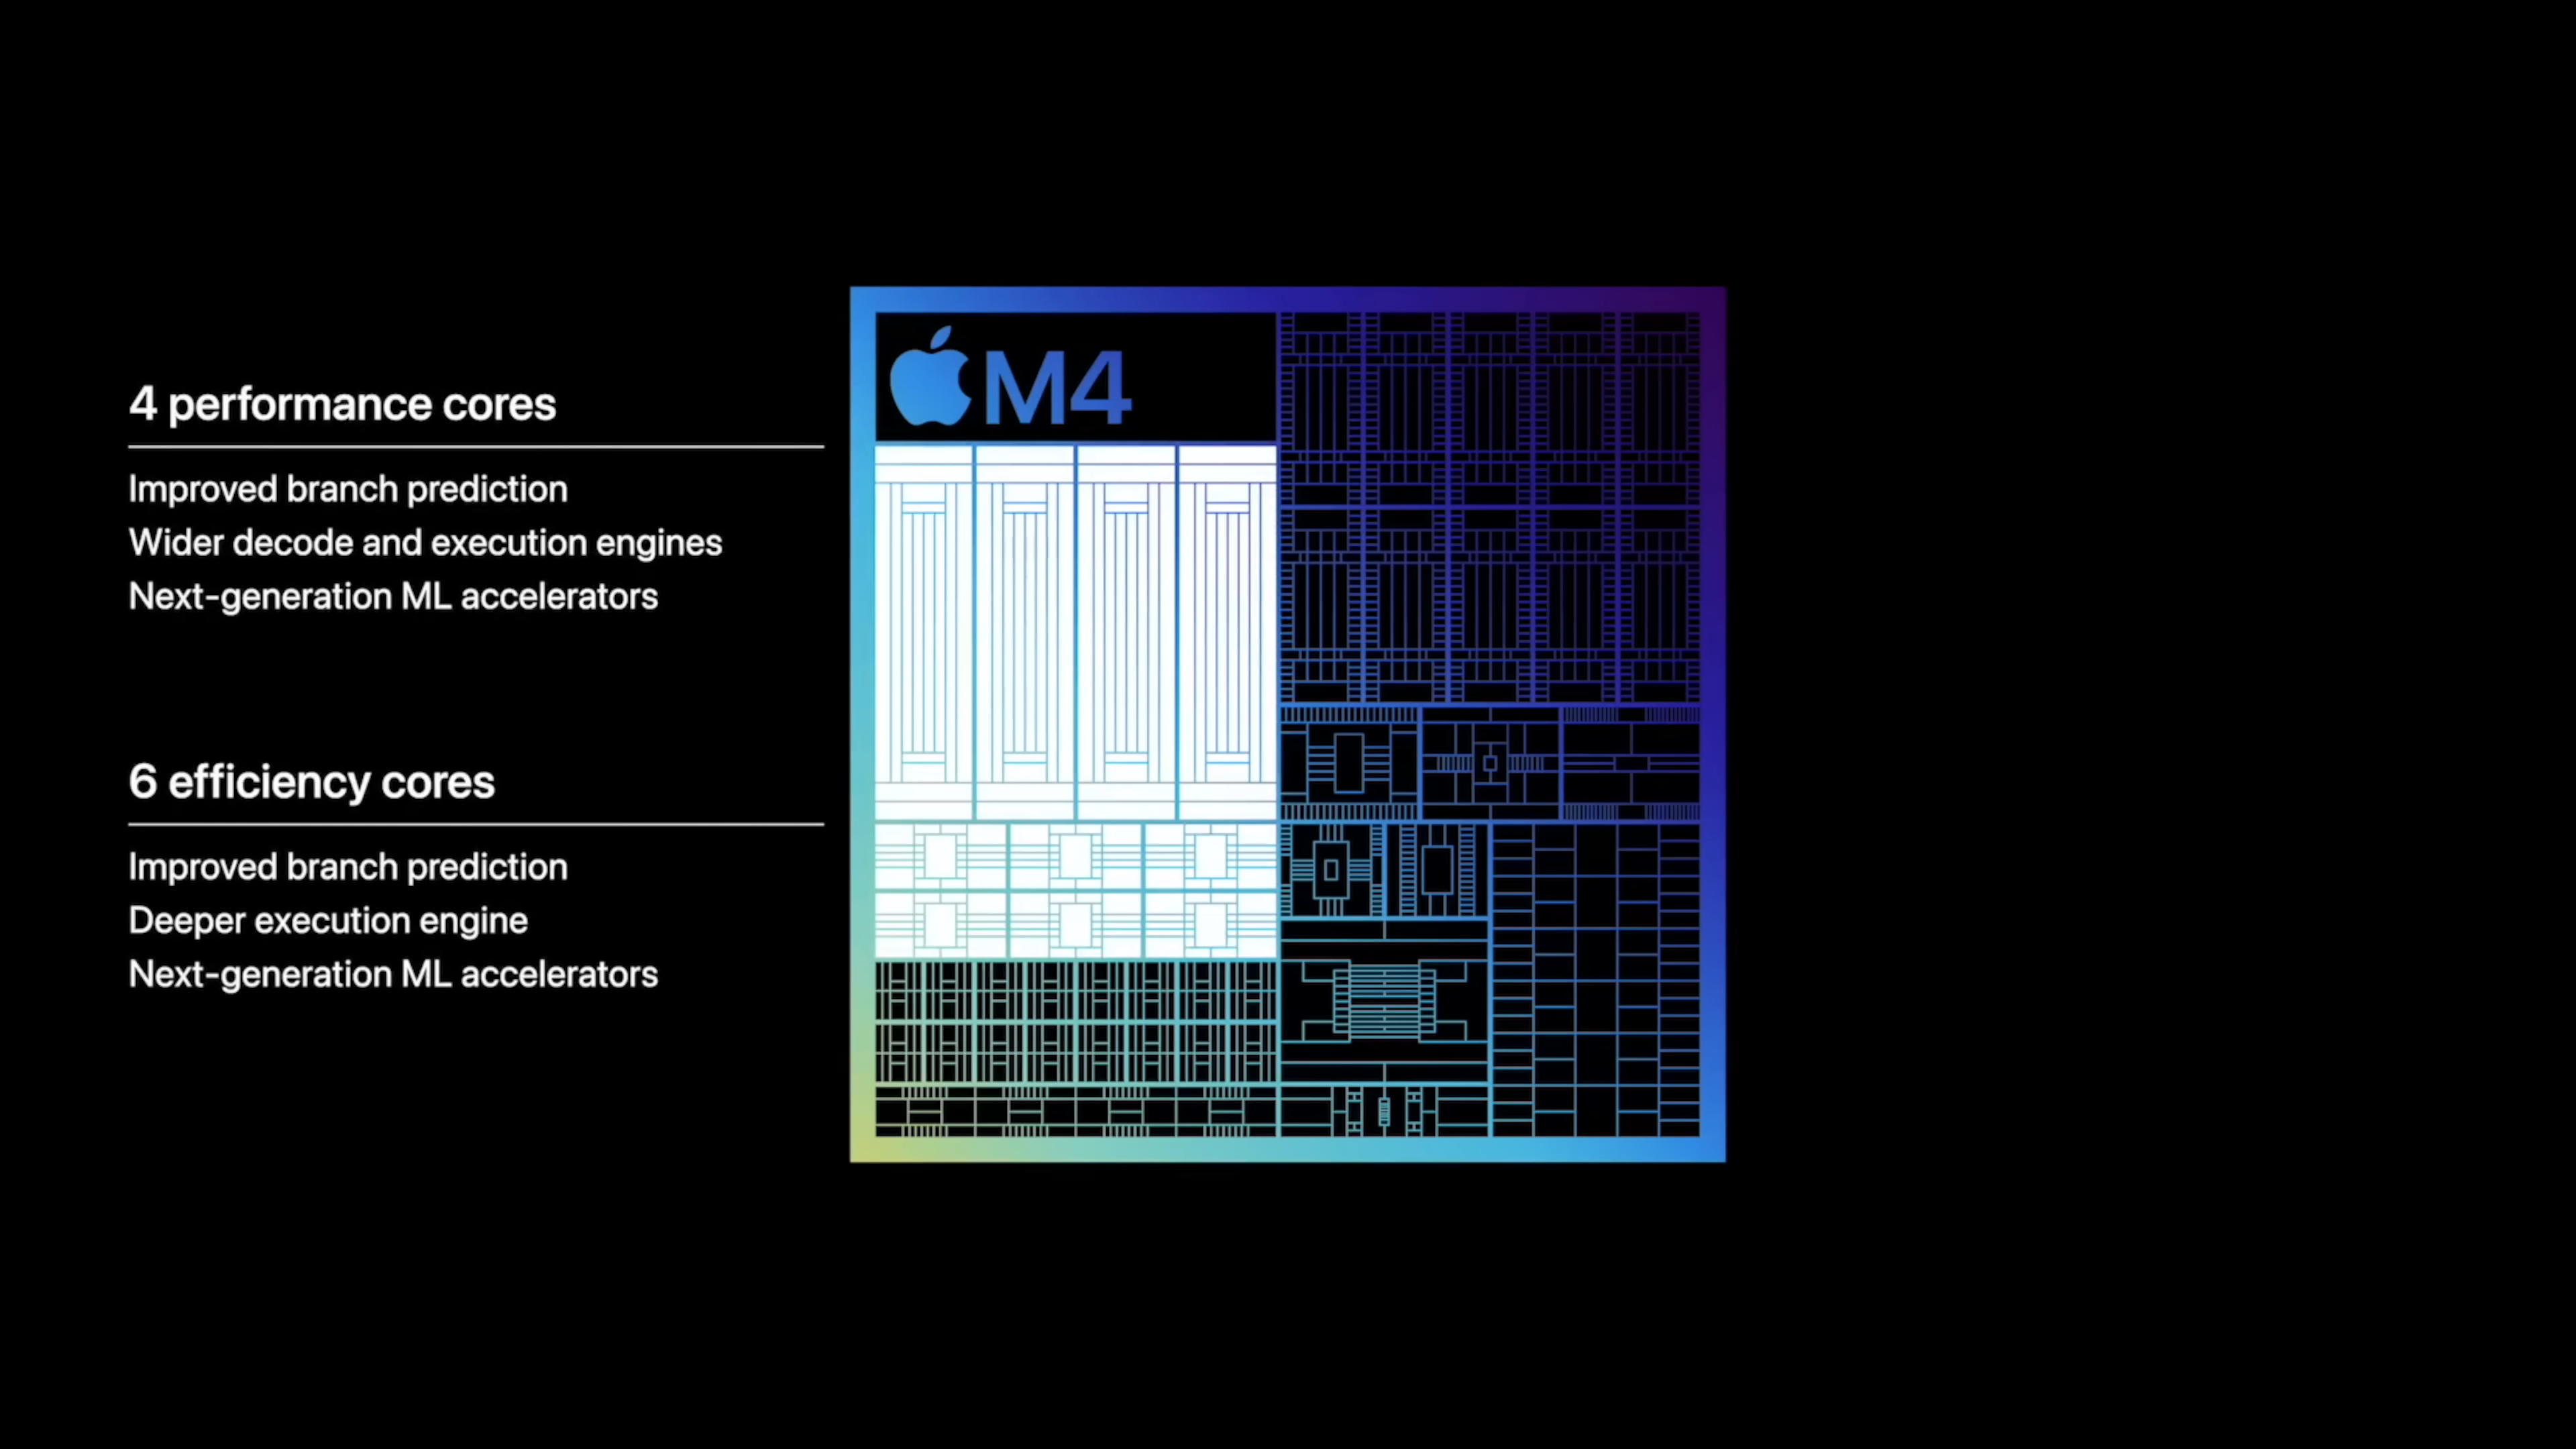 4 performance cores
Improved branch prediction
Wider decode and execution engines
Next-generation ML accelerators
6 efficiency cores
Improved branch prediction
Deeper execution engine
Next-generation ML accelerators
M4